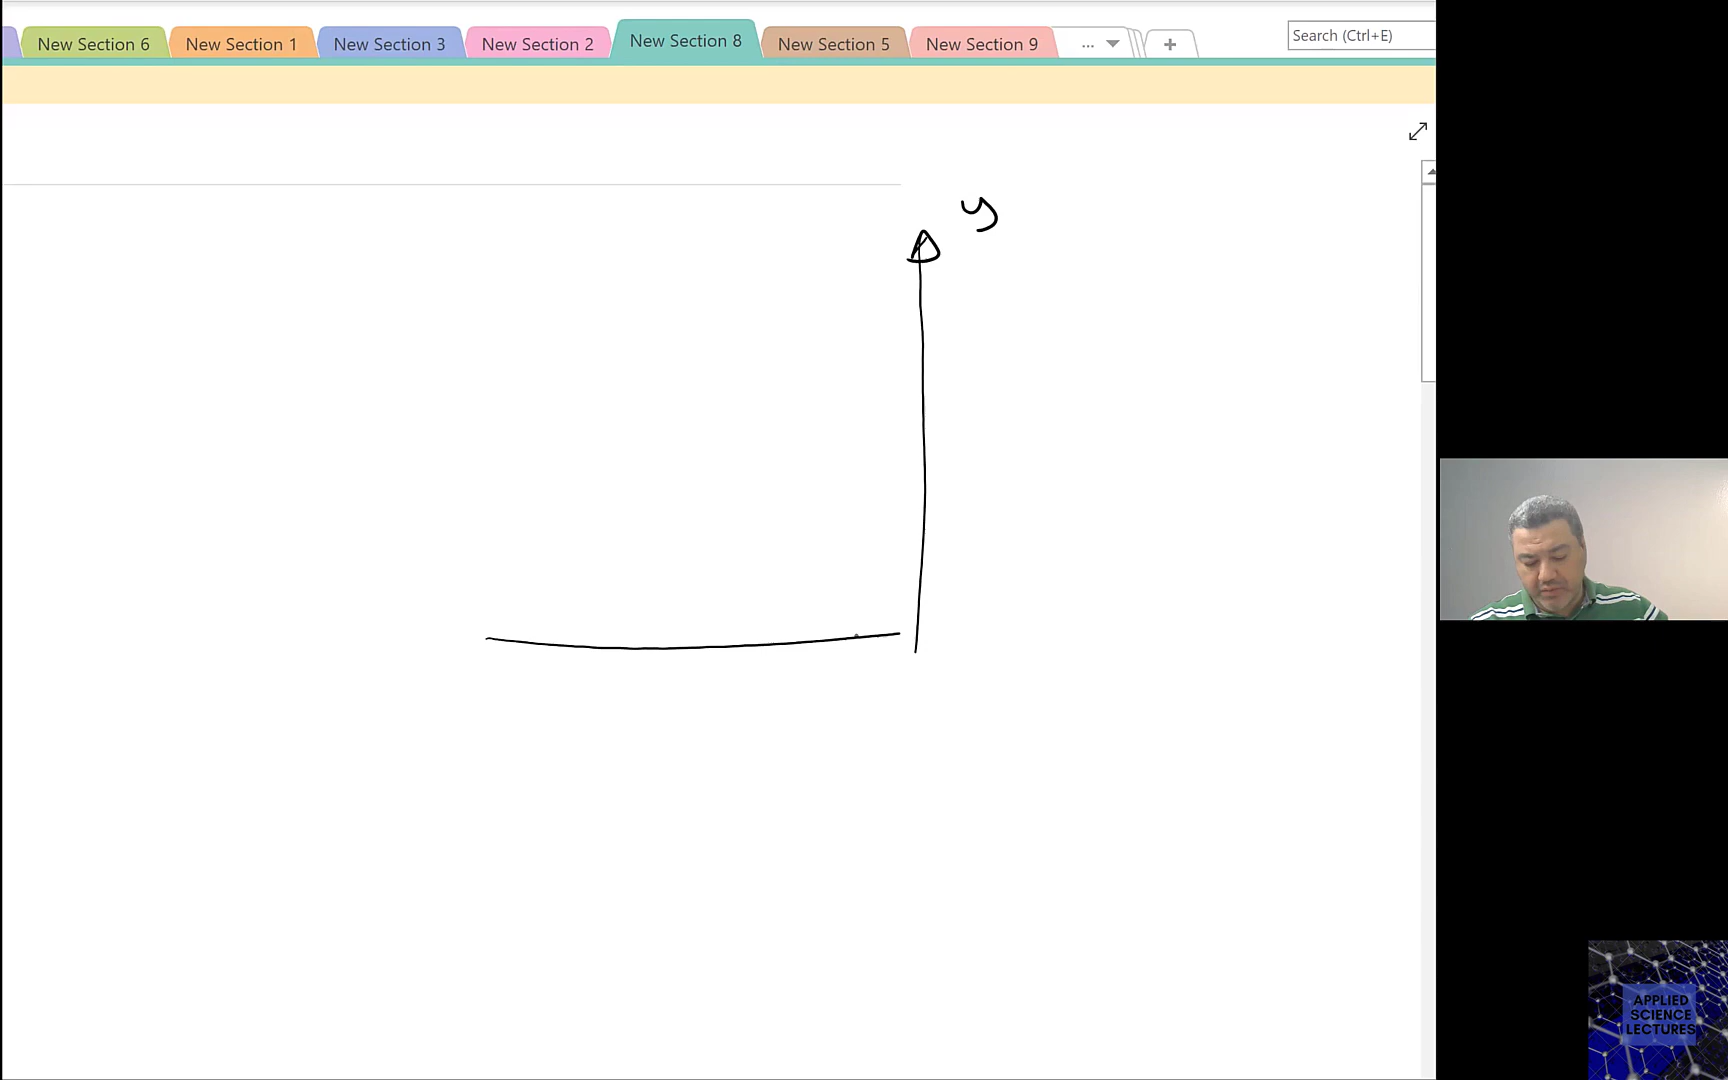 New Section 6 New Section 1 New Section 3 New Section 2 New Section 8 New Section 5 New Section 9 ... + Search (Ctrl+E)
y
APPLIED
SCIENCE
LECTURES